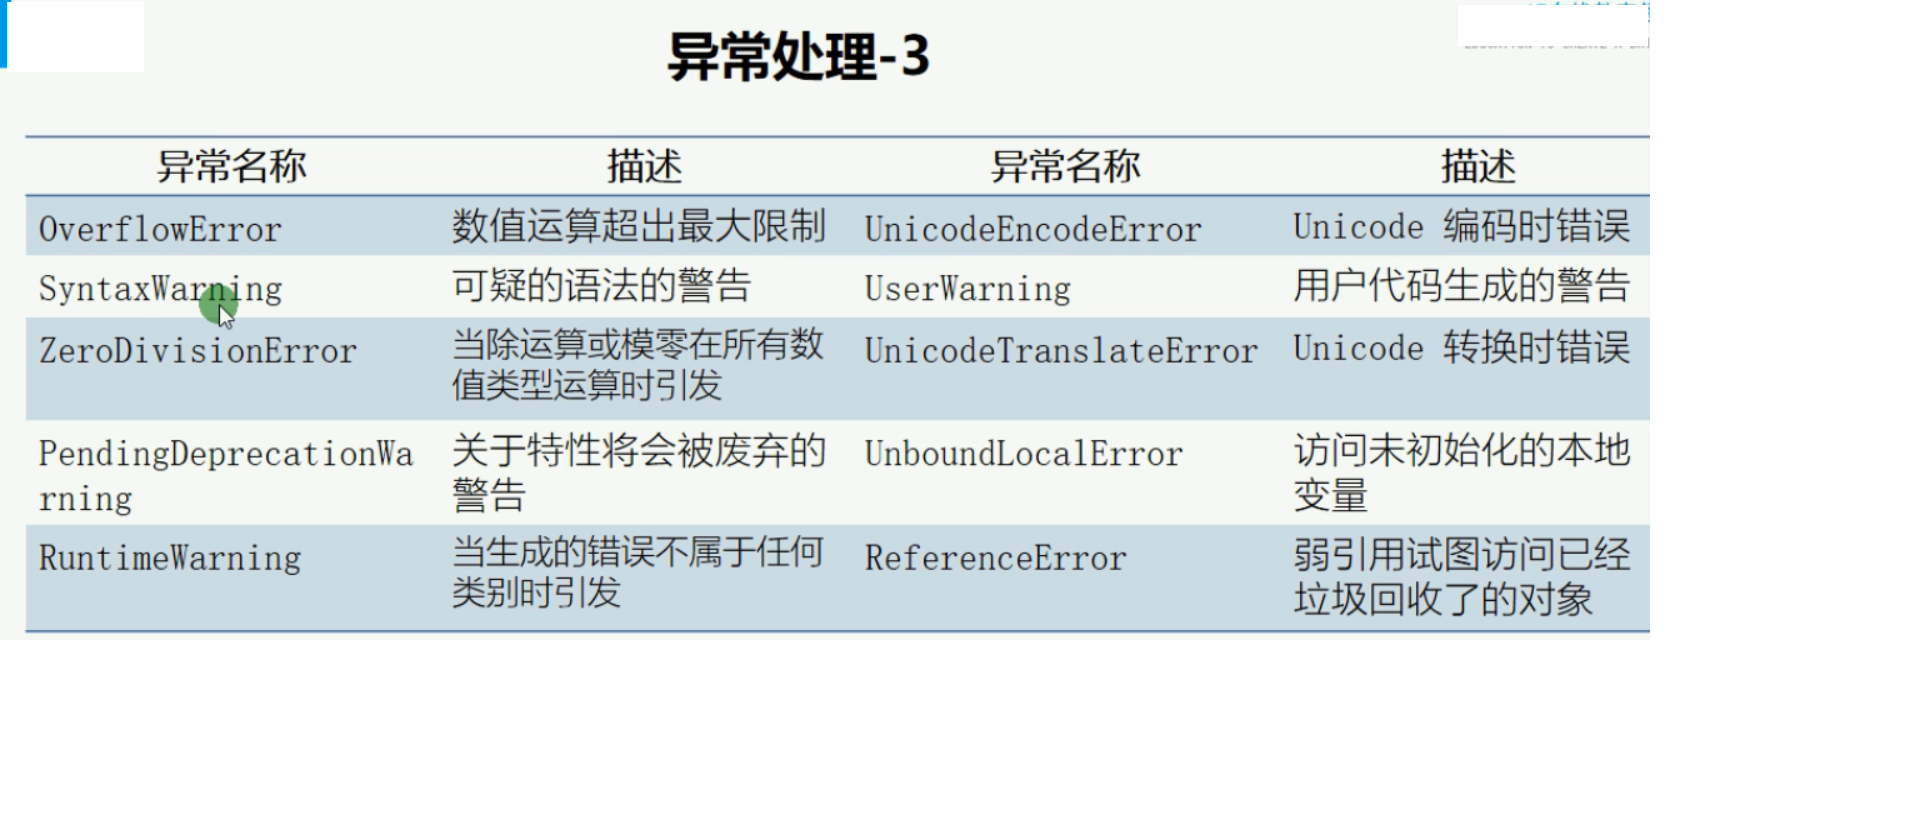 异常处理-3
异常名称 描述 异常名称 描述
OverflowError 数值运算超出最大限制 UnicodeEncodeError Unicode 编码时错误
SyntaxWarning 可疑的语法的警告 UserWarning 用户代码生成的警告
ZeroDivisionError 当除运算或模零在所有数 UnicodeTranslateError Unicode 转换时错误
值类型运算时引发
PendingDeprecationWa 关于特性将会被废弃的 UnboundLocalError 访问未初始化的本地
rning 警告 变量
RuntimeWarning 当生成的错误不属于任何 ReferenceError 弱引用试图访问已经
类别时引发 垃圾回收了的对象